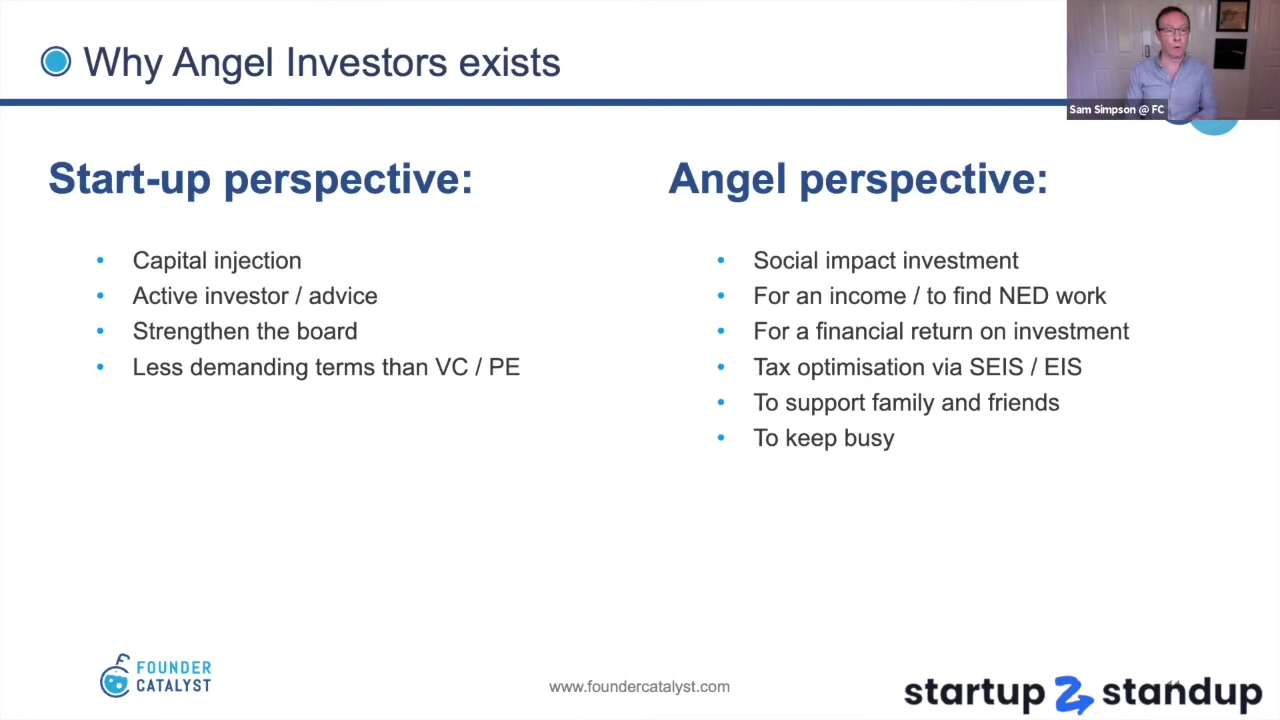 Why Angel Investors exists
Sam Simpson @ FC
Start-up perspective:
• Capital injection
• Active investor / advice
• Strengthen the board
• Less demanding terms than VC / PE
Angel perspective:
• Social impact investment
• For an income / to find NED work
• For a financial return on investment
• Tax optimisation via SEIS / EIS
• To support family and friends
• To keep busy
FOUNDER
CATALYST
www.foundercatalyst.com
startup 2 standup